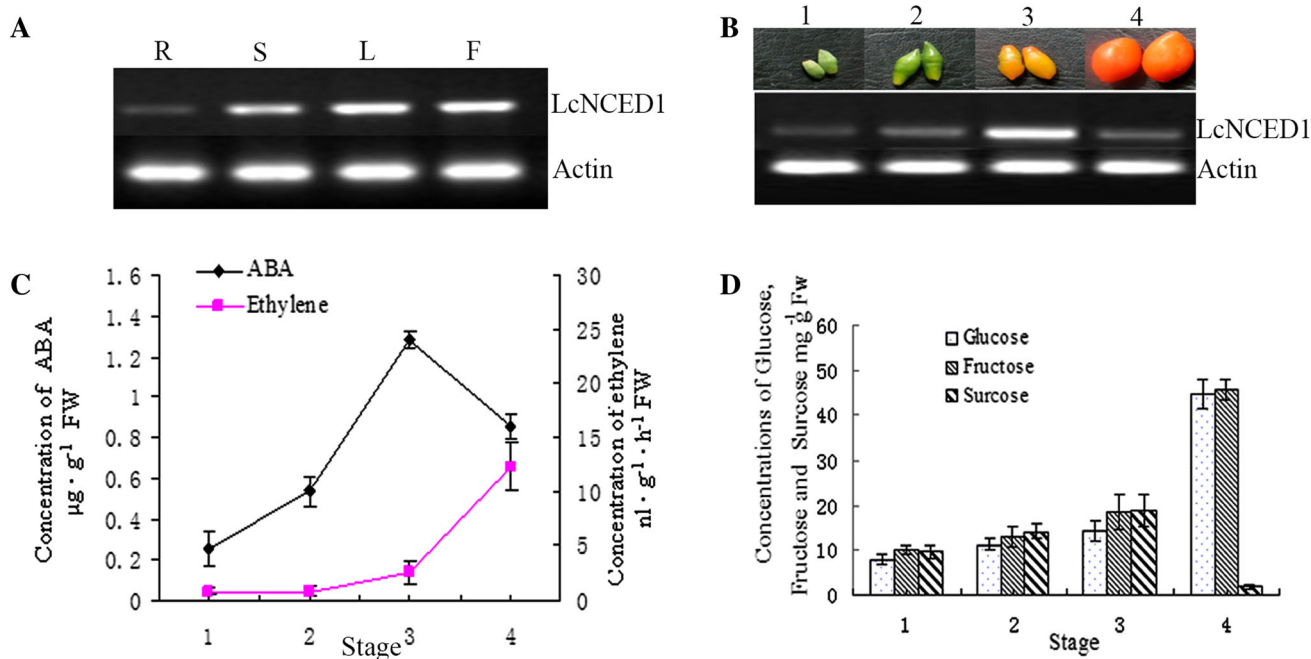 A
R S L F
LcNCED1
Actin
B
1 2 3 4
LcNCED1
Actin
C
ABA
Ethylene
Concentration of ABA
µg · g⁻¹ FW
1.6
1.4
1.2
1
0.8
0.6
0.4
0.2
0
30
25
20
15
10
5
0
Concentration of ethylene
nl · g⁻¹ · h⁻¹ FW
1 2 3 4
Stage
D
Concentrations of Glucose,
Fructose and Surcose mg⁻¹g Fw
60
50
40
30
20
10
0
Glucose
Fructose
Surcose
1 2 3 4
Stage